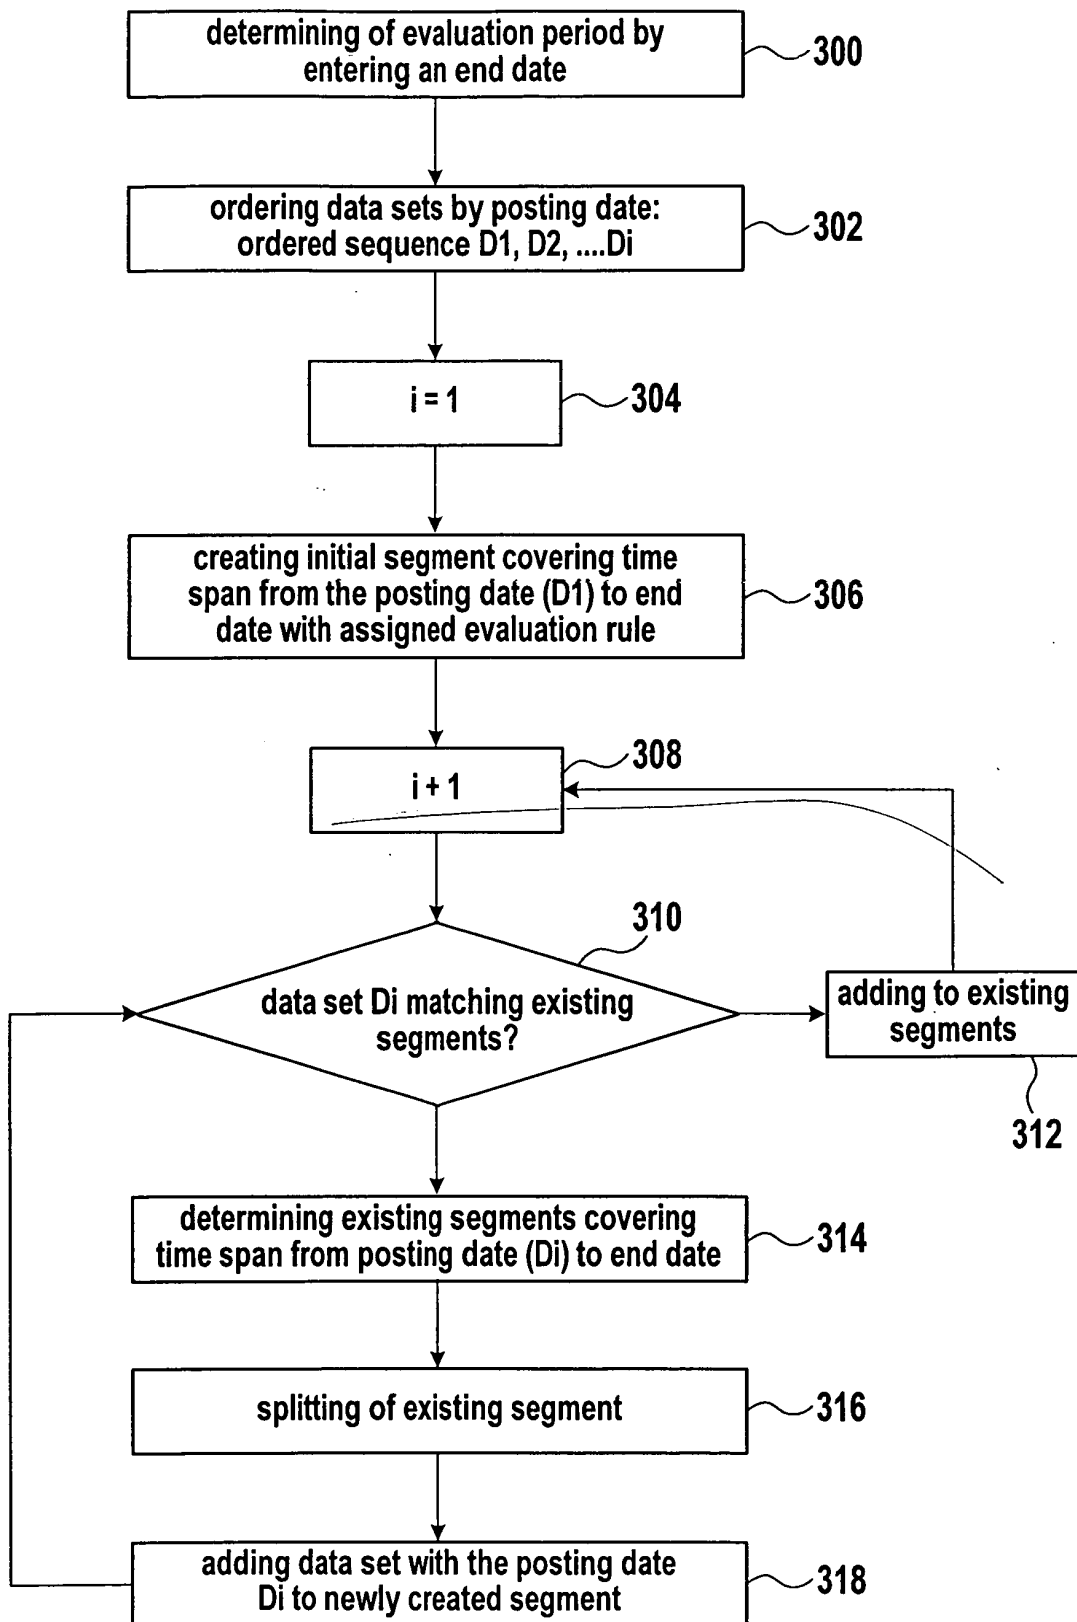 determining of evaluation period by
entering an end date
300
ordering data sets by posting date:
ordered sequence D1, D2, ....Di
302
i = 1
304
creating initial segment covering time
span from the posting date (D1) to end
date with assigned evaluation rule
306
i + 1
308
310
data set Di matching existing
segments?
adding to existing
segments
312
determining existing segments covering
time span from posting date (Di) to end date
314
splitting of existing segment
316
adding data set with the posting date
Di to newly created segment
318